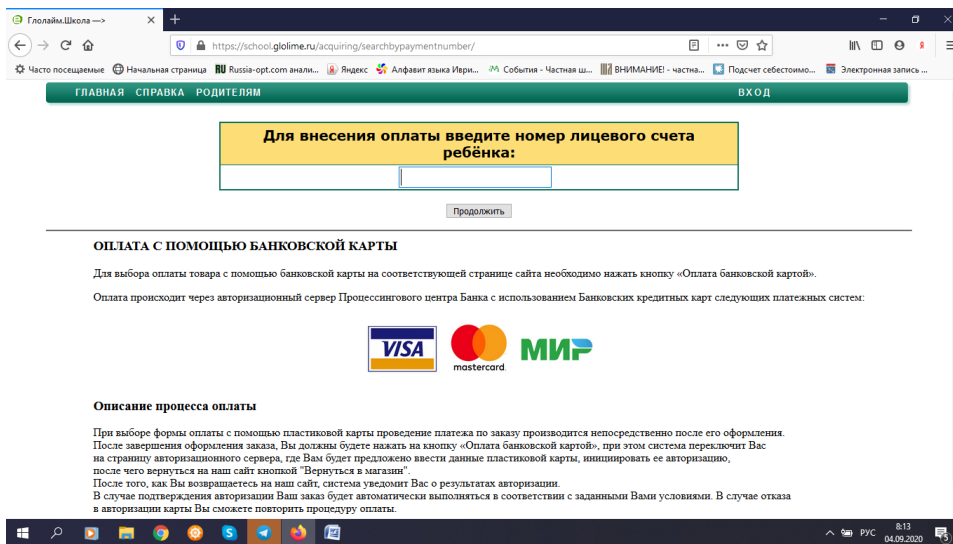 Глолайм.Школа —>
https://school.glolime.ru/acquiring/searchbypaymentnumber/
Часто посещаемые Начальная страница RU Russia-opt.com анали... Яндекс Алфавит языка Иври... События - Частная ш... ВНИМАНИЕ! - частна... Подсчет себестоимо... Электронная запись ...
ГЛАВНАЯ СПРАВКА РОДИТЕЛЯМ ВХОД
Для внесения оплаты введите номер лицевого счета
ребёнка:
Продолжить
ОПЛАТА С ПОМОЩЬЮ БАНКОВСКОЙ КАРТЫ
Для выбора оплаты товара с помощью банковской карты на соответствующей странице сайта необходимо нажать кнопку «Оплата банковской картой».
Оплата происходит через авторизационный сервер Процессингового центра Банка с использованием Банковских кредитных карт следующих платежных систем:
VISA mastercard. МИР
Описание процесса оплаты
При выборе формы оплаты с помощью пластиковой карты проведение платежа по заказу производится непосредственно после его оформления.
После завершения оформления заказа, Вы должны будете нажать на кнопку «Оплата банковской картой», при этом система переключит Вас
на страницу авторизационного сервера, где Вам будет предложено ввести данные пластиковой карты, инициировать ее авторизацию,
после чего вернуться на наш сайт кнопкой "Вернуться в магазин".
После того, как Вы возвращаетесь на наш сайт, система уведомит Вас о результатах авторизации.
В случае подтверждения авторизации Ваш заказ будет автоматически выполняться в соответствии с заданными Вами условиями. В случае отказа
в авторизации карты Вы сможете повторить процедуру оплаты.
РУС 8:13
04.09.2020